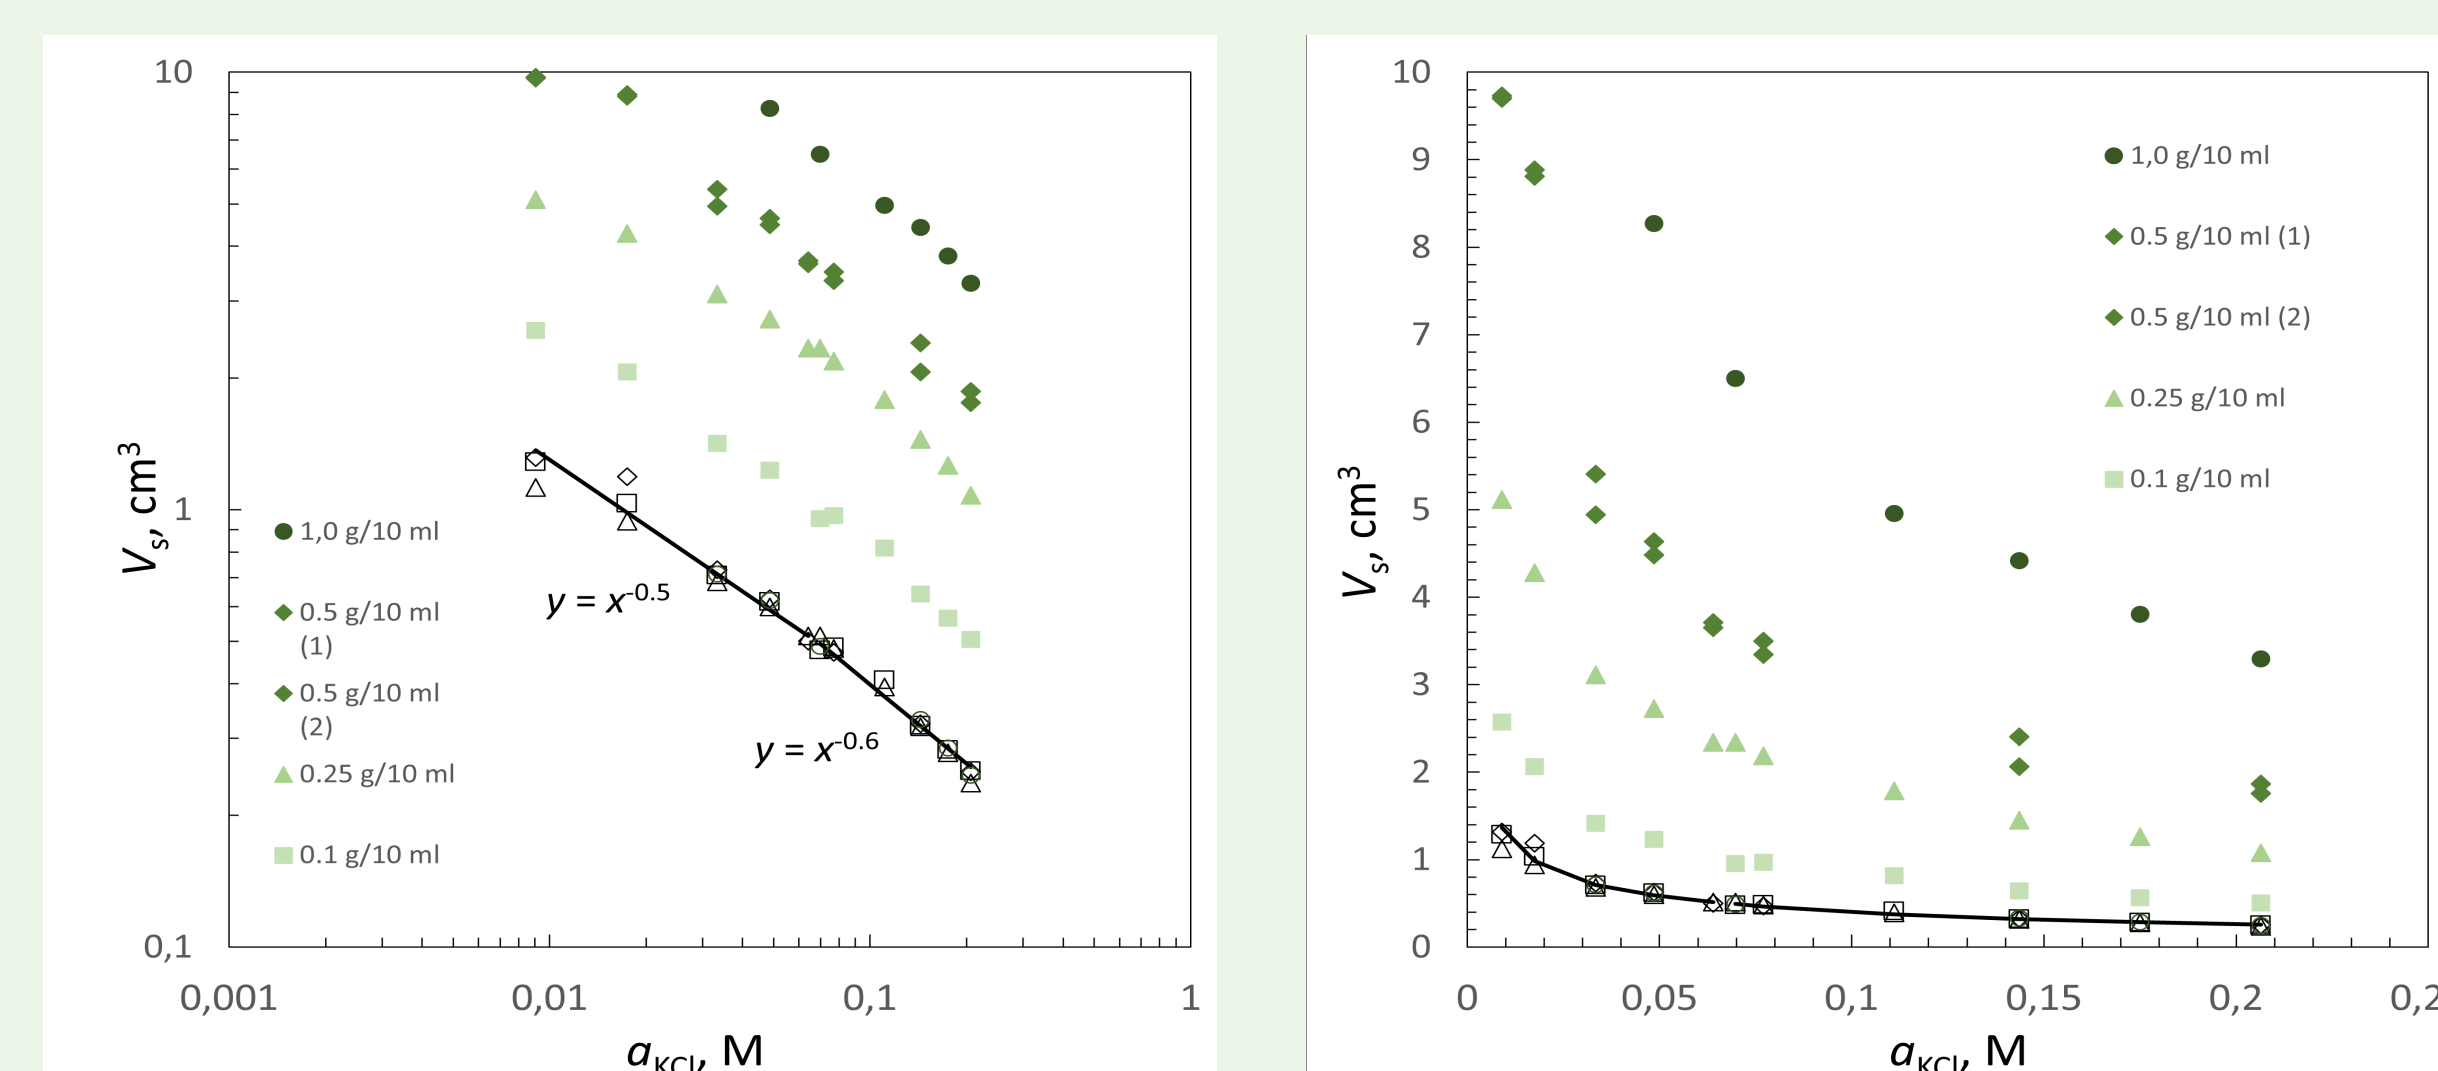 10
1
0,1
V_s, cm³
1,0 g/10 ml
0.5 g/10 ml
(1)
0.5 g/10 ml
(2)
0.25 g/10 ml
0.1 g/10 ml
y = x^-0.5
y = x^-0.6
0,001 0,01 0,1 1
a_KCl, M
10
9
8
7
6
5
4
3
2
1
0
V_s, cm³
1,0 g/10 ml
0.5 g/10 ml (1)
0.5 g/10 ml (2)
0.25 g/10 ml
0.1 g/10 ml
0 0,05 0,1 0,15 0,2
a_KCl, M